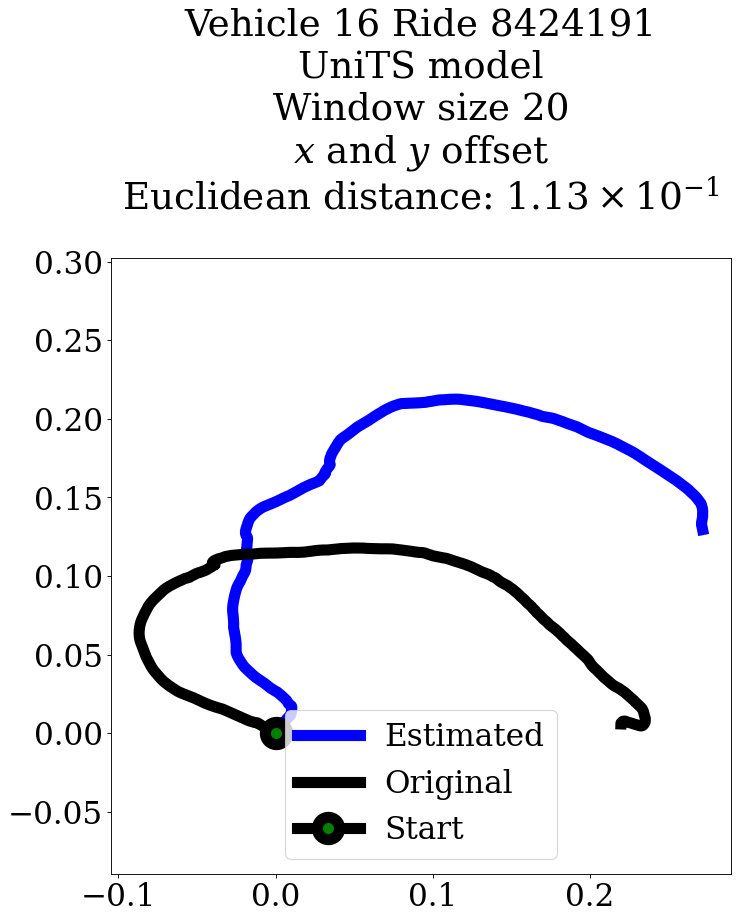 Vehicle 16 Ride 8424191
UniTS model
Window size 20
x and y offset
Euclidean distance: 1.13 × 10⁻¹
0.30
0.25
0.20
0.15
0.10
0.05
0.00
−0.05
Estimated
Original
Start
−0.1
0.0
0.1
0.2